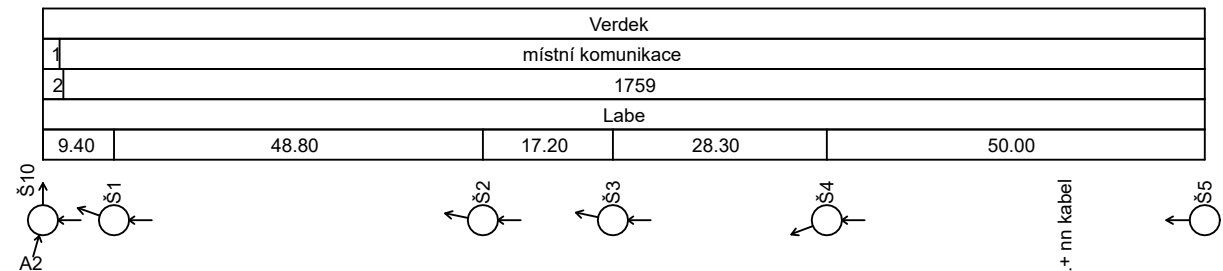 Verdek
1 místní komunikace
2 1759
Labe
9.40 48.80 17.20 28.30 50.00
Š10 Š1 Š2 Š3 Š4 .+ nn kabel Š5
A2